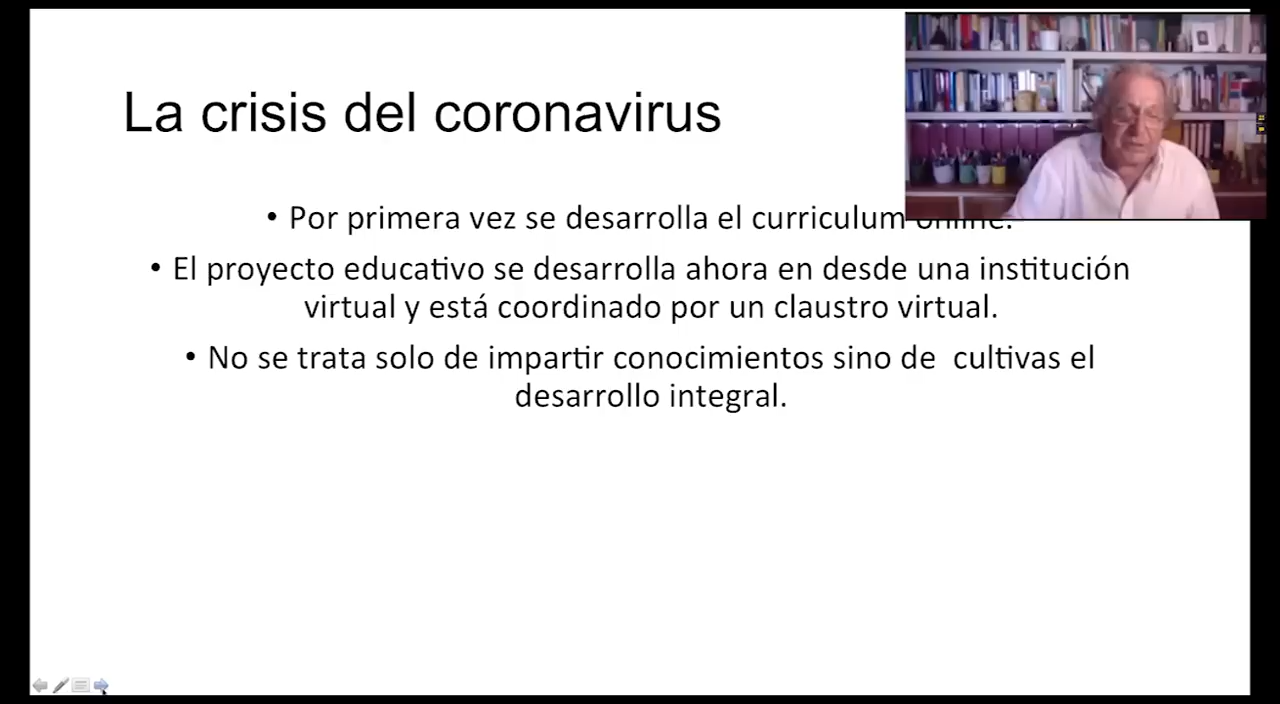 La crisis del coronavirus
• Por primera vez se desarrolla el curriculum online.
• El proyecto educativo se desarrolla ahora en desde una institución
virtual y está coordinado por un claustro virtual.
• No se trata solo de impartir conocimientos sino de  cultivas el
desarrollo integral.